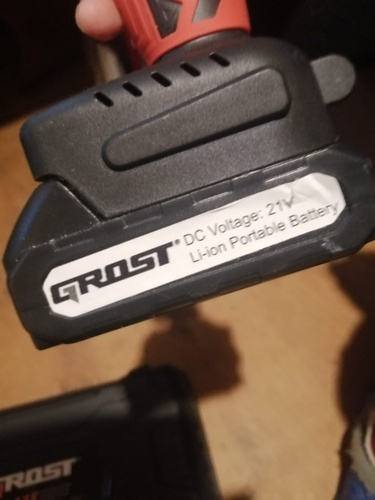 GROST®
DC Voltage: 21V
Li-ion Portable Battery
GROST